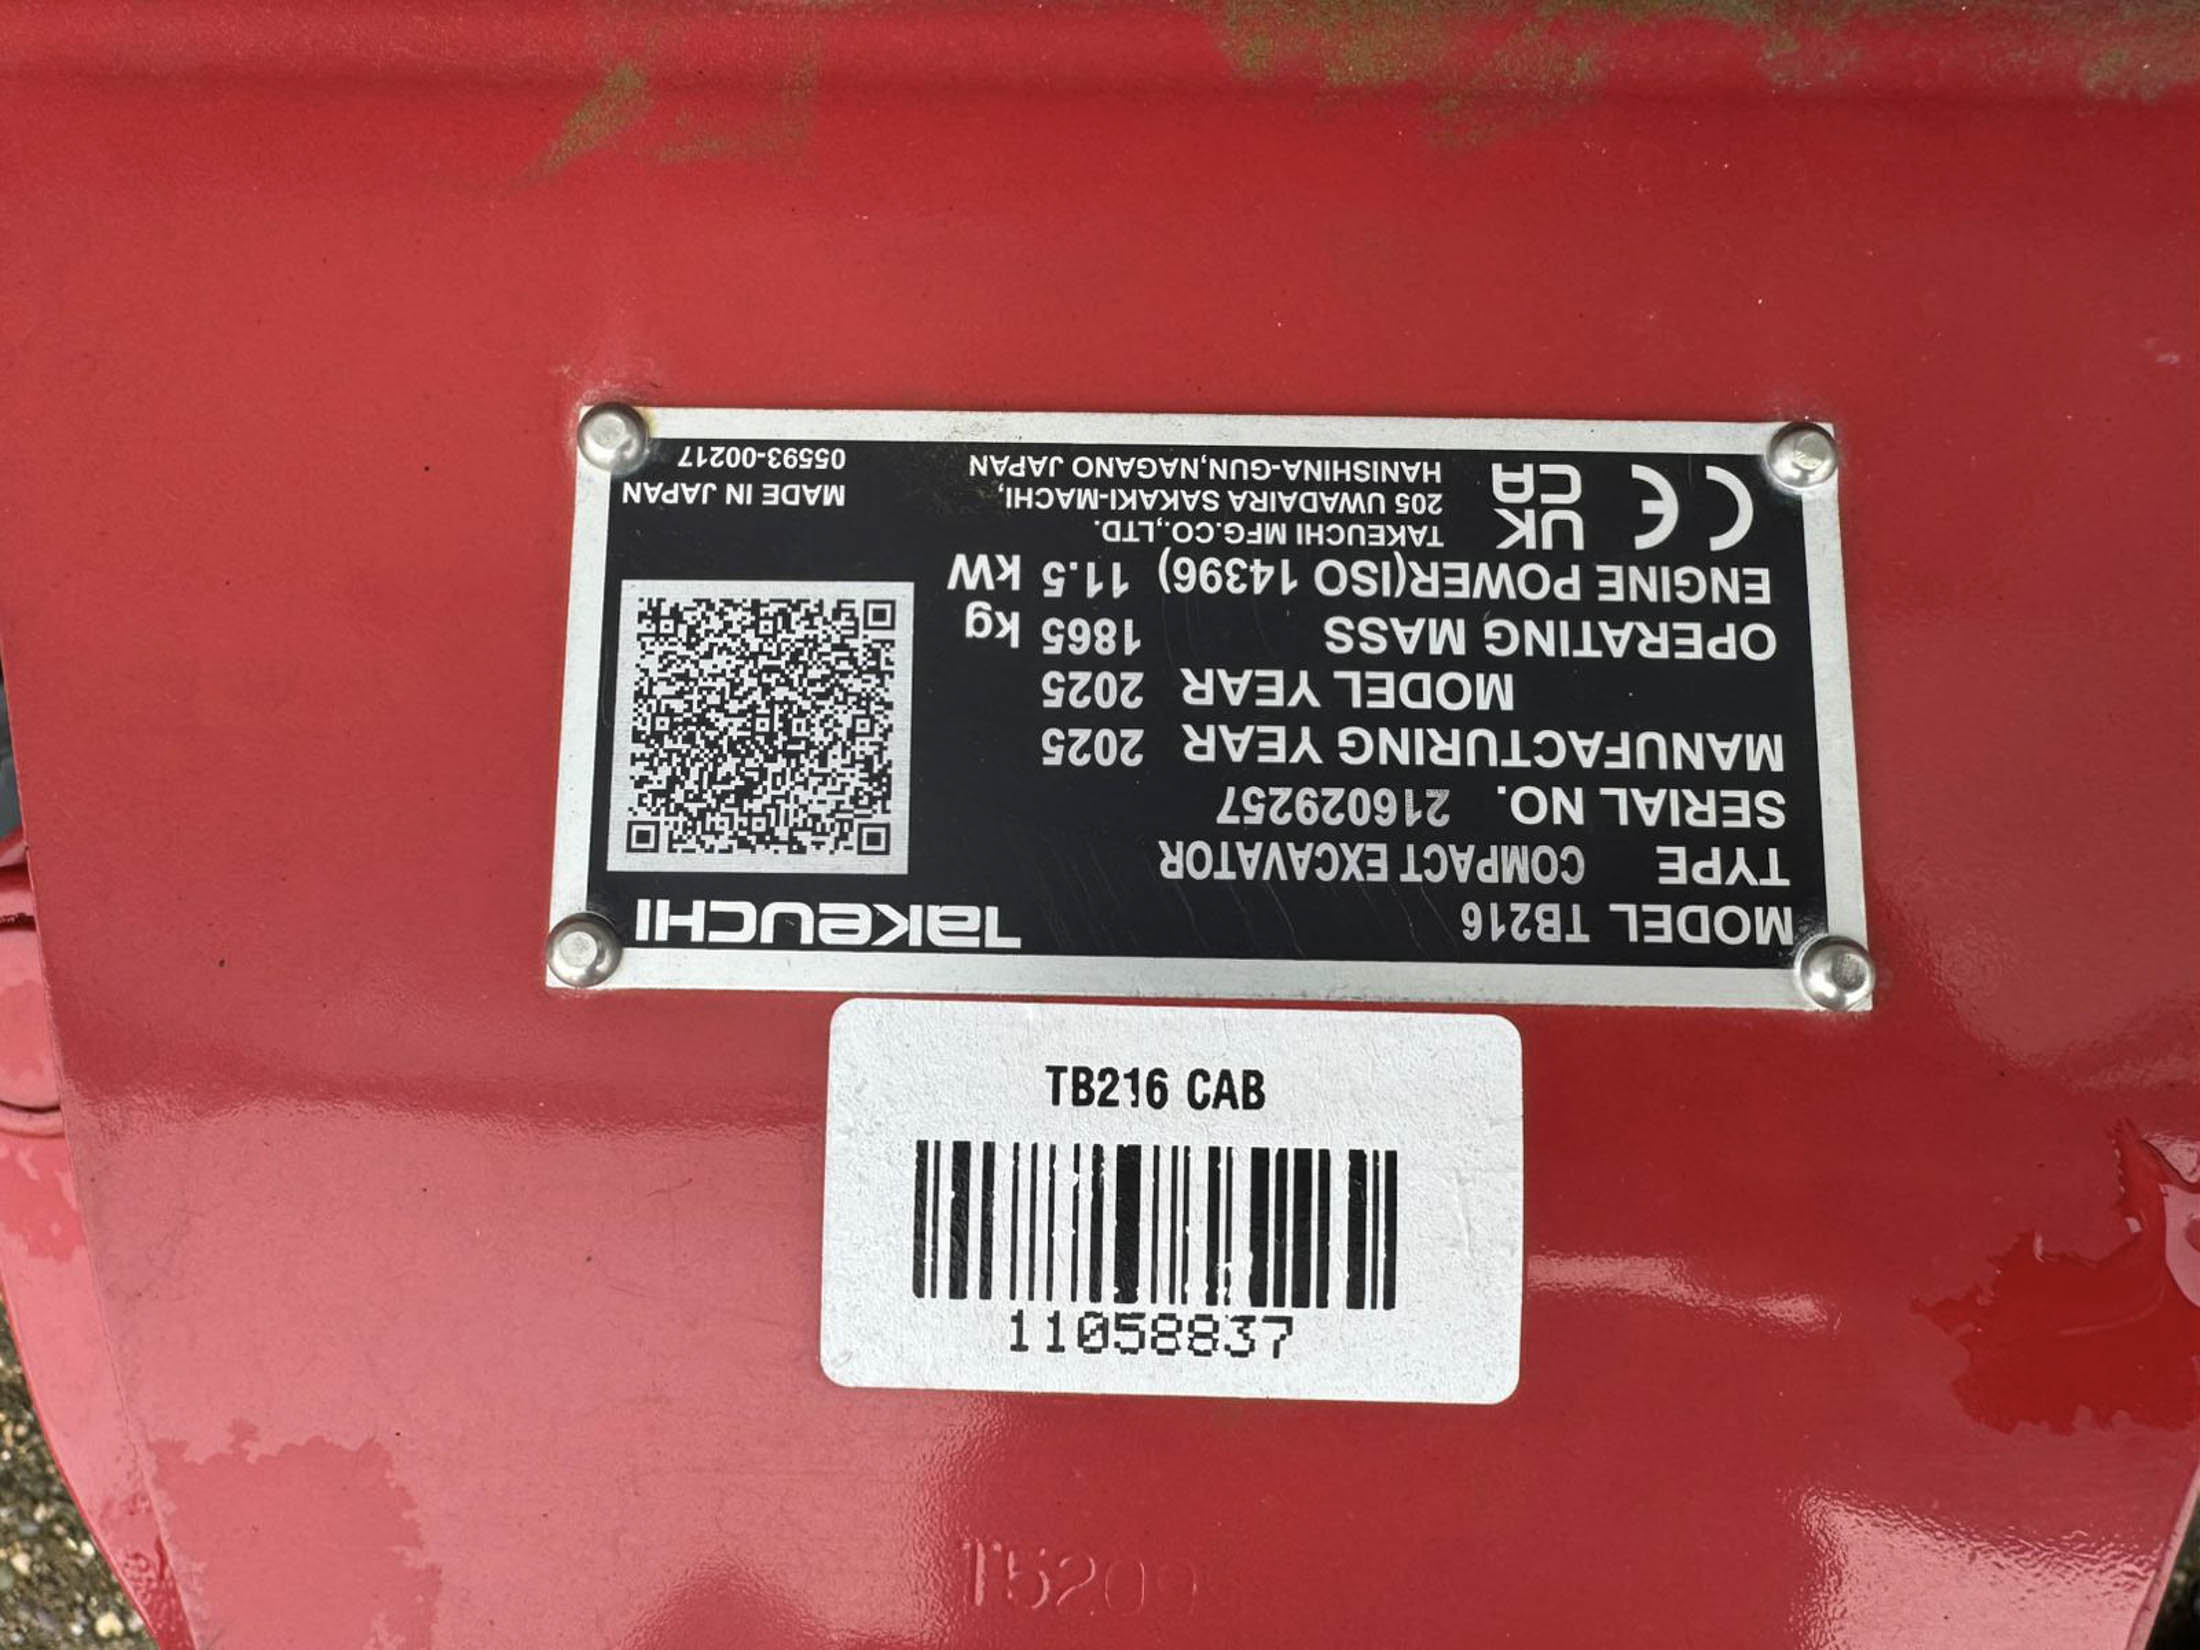 MODEL TB216
TAKEUCHI
TYPE COMPACT EXCAVATOR
SERIAL NO. 216029257
MANUFACTURING YEAR 2025
MODEL YEAR 2025
OPERATING MASS 1865 kg
ENGINE POWER(ISO 14396) 11.5 kW
CE
UK
CA
TAKEUCHI MFG.CO.,LTD.
205 UWADAIRA SAKAKI-MACHI,
HANISHINA-GUN,NAGANO JAPAN
MADE IN JAPAN
05593-00217
TB216 CAB
11058837